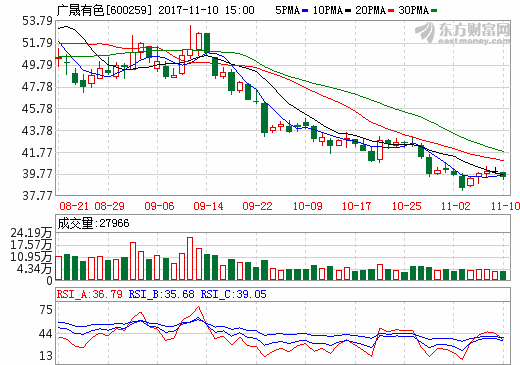 广晟有色[600259] 2017-11-10 15:00 5PMA 10PMA 20PMA 30PMA
东方财富网
eastmoney.com
53.79
51.79
49.79
47.78
45.78
43.78
41.77
39.77
37.77
08-21 08-29 09-06 09-14 09-22 10-09 10-17 10-25 11-02 11-10
成交量:27966
24.19万
17.57万
10.95万
4.34万
0
RSI_A:36.79 RSI_B:35.68 RSI_C:39.05
75
44
13